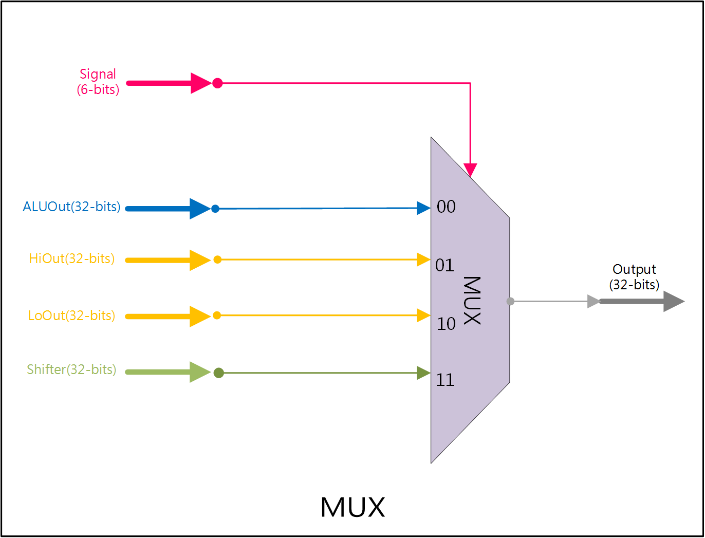 Signal
(6-bits)
ALUOut(32-bits)
00
HiOut(32-bits)
01
MUX
Output
(32-bits)
LoOut(32-bits)
10
Shifter(32-bits)
11
MUX